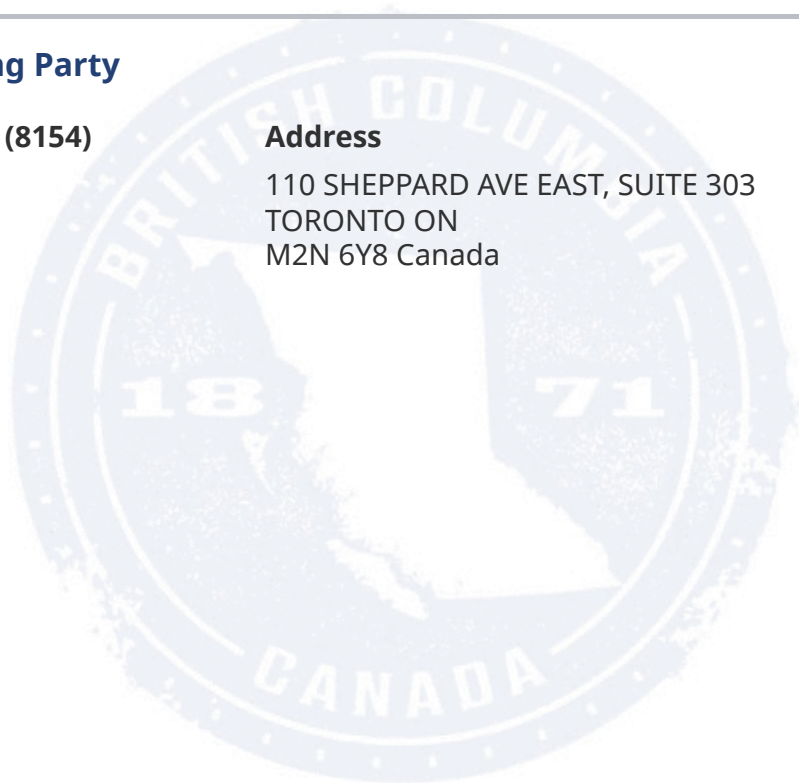 ng Party
(8154)
Address
110 SHEPPARD AVE EAST, SUITE 303
TORONTO ON
M2N 6Y8 Canada
BRITISH COLUMBIA
18 71
CANADA